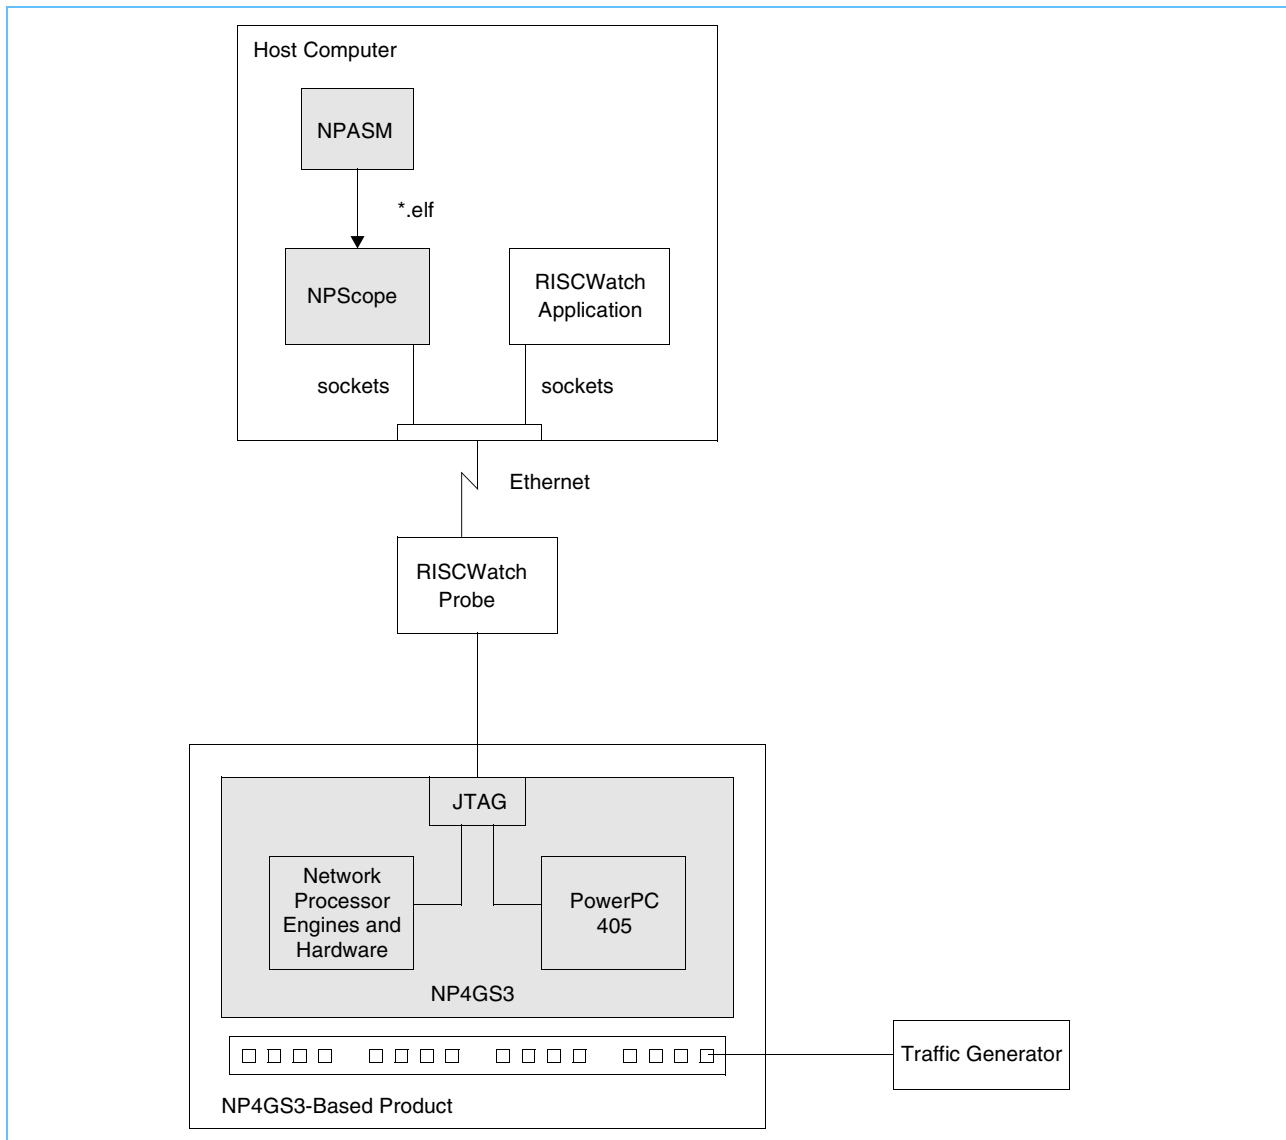 Host Computer
NPASM
*.elf
NPScope
RISCWatch
Application
sockets
sockets
Ethernet
RISCWatch
Probe
JTAG
Network
Processor
Engines and
Hardware
PowerPC
405
NP4GS3
Traffic Generator
NP4GS3-Based Product